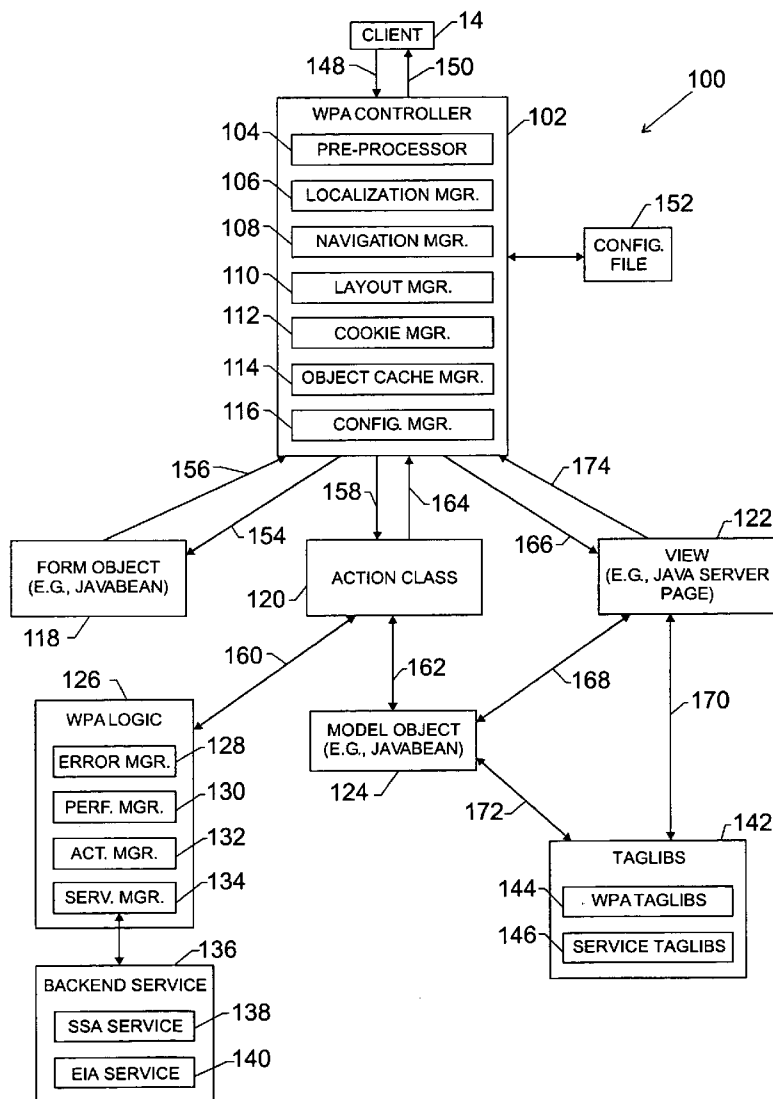 CLIENT
14
148
150
100
WPA CONTROLLER
102
104
PRE-PROCESSOR
106
LOCALIZATION MGR.
108
NAVIGATION MGR.
152
CONFIG.
FILE
110
LAYOUT MGR.
112
COOKIE MGR.
114
OBJECT CACHE MGR.
116
CONFIG. MGR.
156
154
158
164
174
166
122
FORM OBJECT
(E.G., JAVABEAN)
118
ACTION CLASS
120
VIEW
(E.G., JAVA SERVER
PAGE)
160
162
168
170
126
WPA LOGIC
ERROR MGR.
128
PERF. MGR.
130
ACT. MGR.
132
SERV. MGR.
134
MODEL OBJECT
(E.G., JAVABEAN)
124
172
142
TAGLIBS
144
WPA TAGLIBS
146
SERVICE TAGLIBS
136
BACKEND SERVICE
SSA SERVICE
138
EIA SERVICE
140